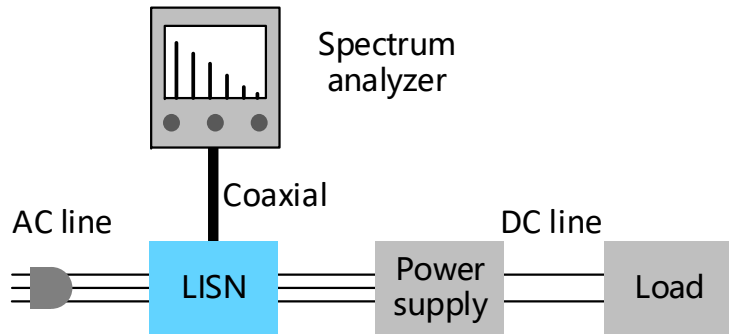 Spectrum
analyzer
Coaxial
AC line
DC line
LISN
Power
supply
Load